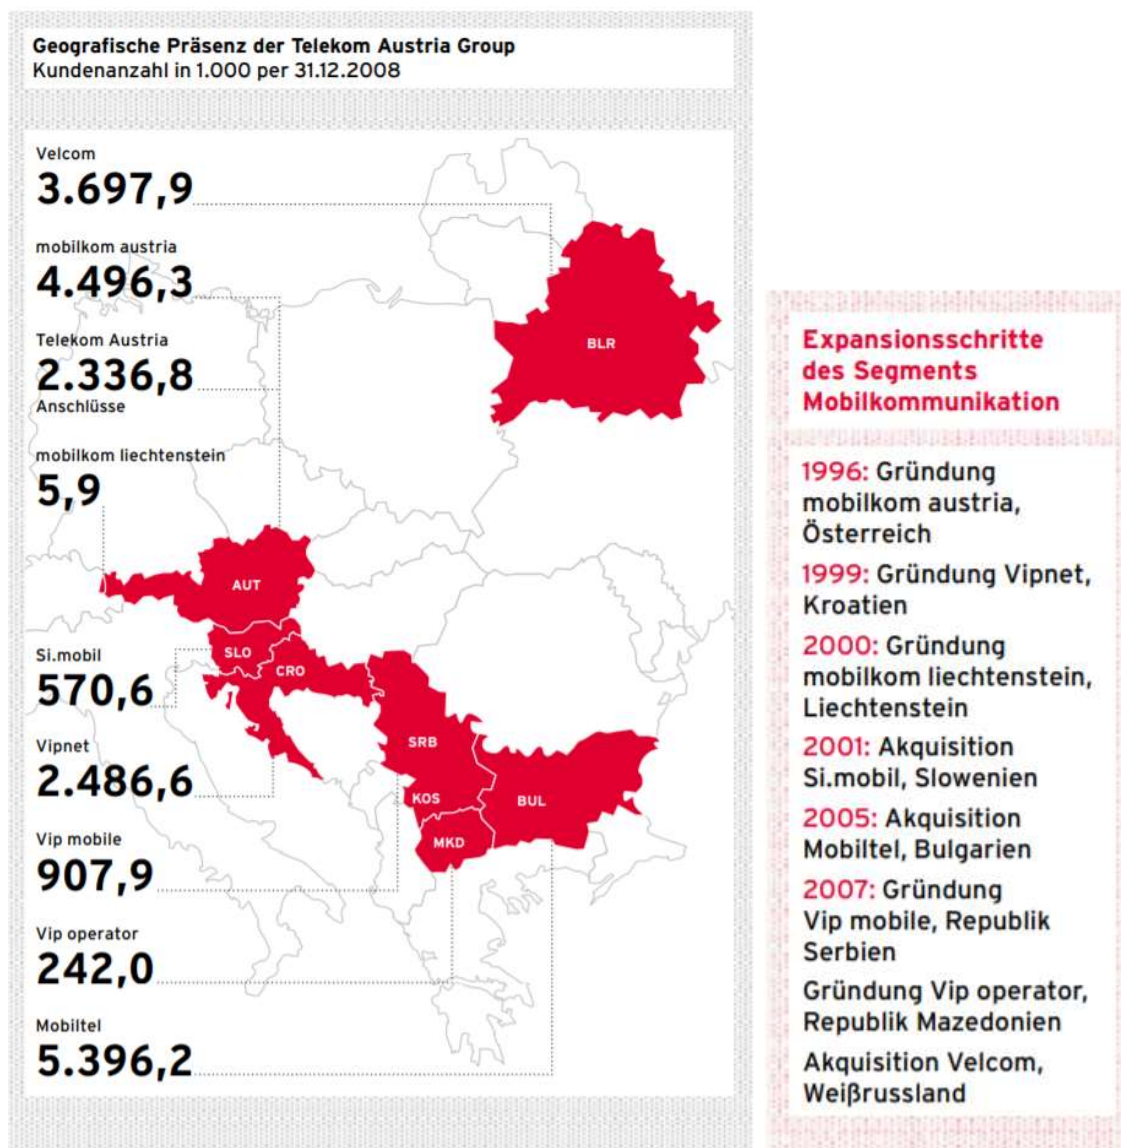 Geografische Präsenz der Telekom Austria Group
Kundenanzahl in 1.000 per 31.12.2008
Velcom
3.697,9
mobilkom austria
4.496,3
Telekom Austria
2.336,8
Anschlüsse
mobilkom liechtenstein
5,9
Si.mobil
570,6
Vipnet
2.486,6
Vip mobile
907,9
Vip operator
242,0
Mobiltel
5.396,2
BLR
AUT
SLO
CRO
SRB
KOS
BUL
MKD
Expansionsschritte
des Segments
Mobilkommunikation
1996: Gründung
mobilkom austria,
Österreich
1999: Gründung Vipnet,
Kroatien
2000: Gründung
mobilkom liechtenstein,
Liechtenstein
2001: Akquisition
Si.mobil, Slowenien
2005: Akquisition
Mobiltel, Bulgarien
2007: Gründung
Vip mobile, Republik
Serbien
Gründung Vip operator,
Republik Mazedonien
Akquisition Velcom,
Weißrussland